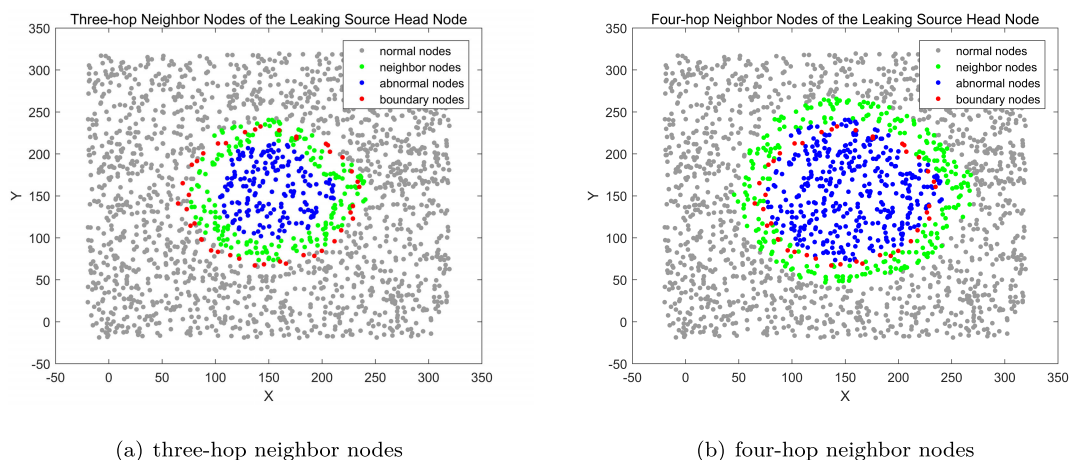 Three-hop Neighbor Nodes of the Leaking Source Head Node
350
300
250
200
150
100
50
0
-50
Y
normal nodes
neighbor nodes
abnormal nodes
boundary nodes
-50 0 50 100 150 200 250 300 350
X
(a) three-hop neighbor nodes
Four-hop Neighbor Nodes of the Leaking Source Head Node
350
300
250
200
150
100
50
0
-50
Y
normal nodes
neighbor nodes
abnormal nodes
boundary nodes
-50 0 50 100 150 200 250 300 350
X
(b) four-hop neighbor nodes